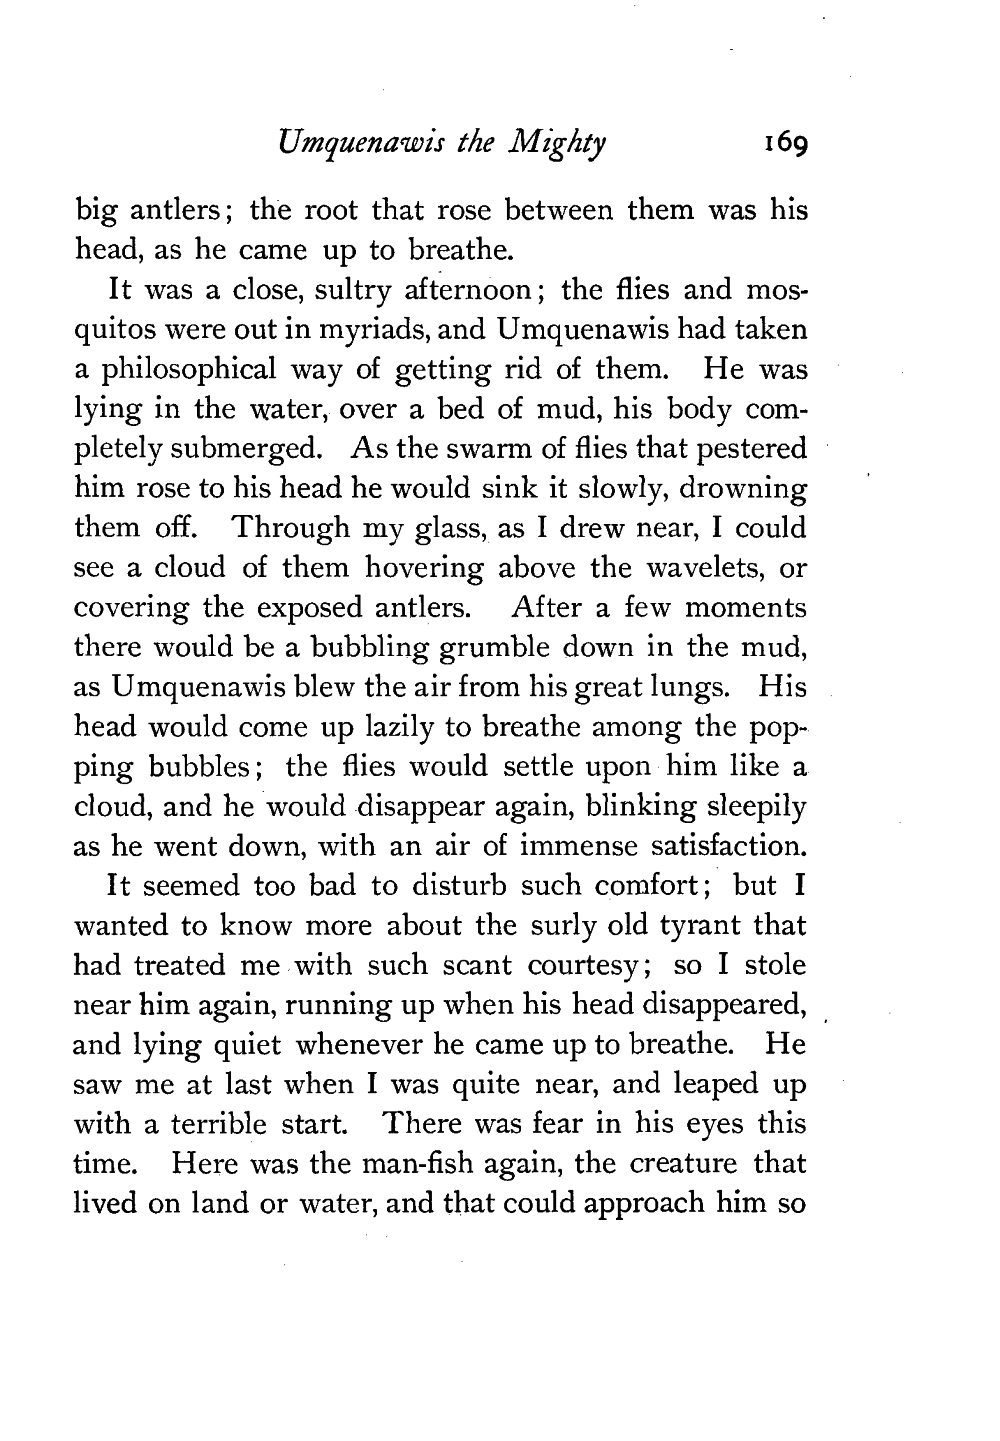 Umquenawis the Mighty 169
big antlers; the root that rose between them was his
head, as he came up to breathe.
It was a close, sultry afternoon; the flies and mos-
quitos were out in myriads, and Umquenawis had taken
a philosophical way of getting rid of them. He was
lying in the water, over a bed of mud, his body com-
pletely submerged. As the swarm of flies that pestered
him rose to his head he would sink it slowly, drowning
them off. Through my glass, as I drew near, I could
see a cloud of them hovering above the wavelets, or
covering the exposed antlers. After a few moments
there would be a bubbling grumble down in the mud,
as Umquenawis blew the air from his great lungs. His
head would come up lazily to breathe among the pop-
ping bubbles; the flies would settle upon him like a
cloud, and he would disappear again, blinking sleepily
as he went down, with an air of immense satisfaction.
It seemed too bad to disturb such comfort; but I
wanted to know more about the surly old tyrant that
had treated me with such scant courtesy; so I stole
near him again, running up when his head disappeared,
and lying quiet whenever he came up to breathe. He
saw me at last when I was quite near, and leaped up
with a terrible start. There was fear in his eyes this
time. Here was the man-fish again, the creature that
lived on land or water, and that could approach him so